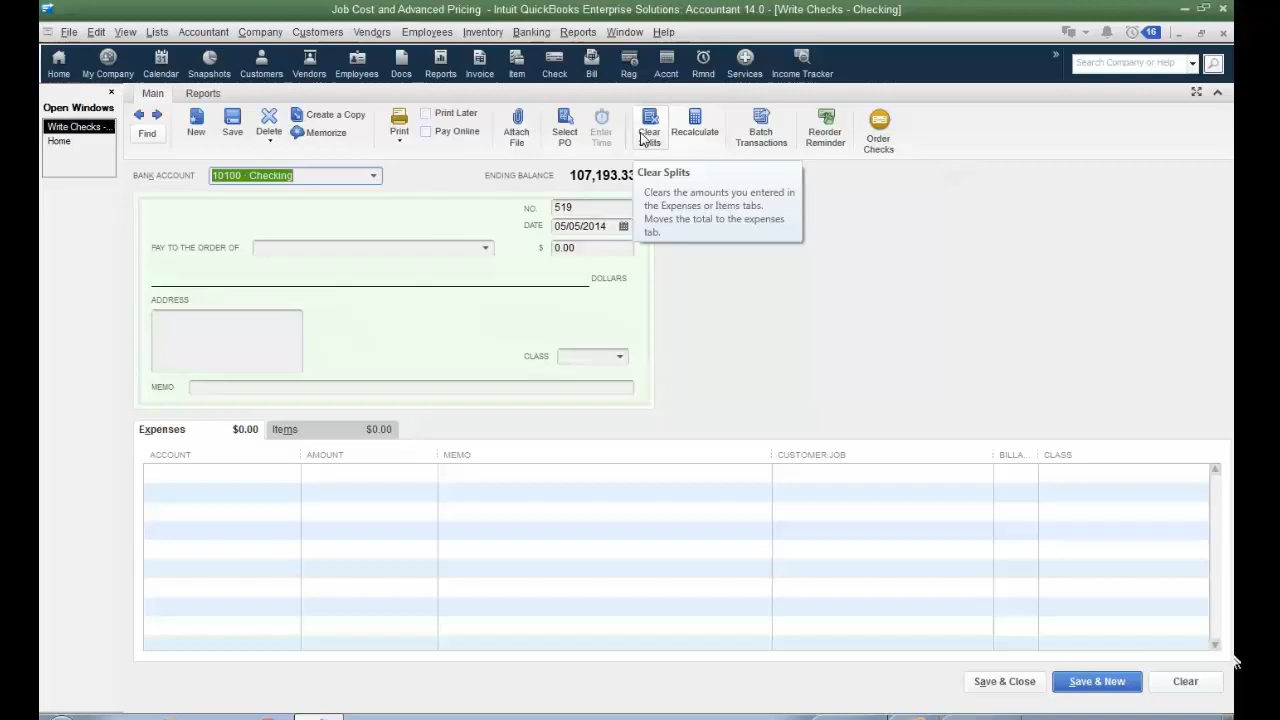 Job Cost and Advanced Pricing - Intuit QuickBooks Enterprise Solutions: Accountant 14.0 - [Write Checks - Checking]
File Edit View Lists Accountant Company Customers Vendors Employees Inventory Banking Reports Window Help 16
Home My Company Calendar Snapshots Customers Vendors Employees Docs Reports Invoice Item Check Bill Reg Accnt Rmnd Services Income Tracker » Search Company or Help
Open Windows
Write Checks -...
Home
Main Reports
Find
New
Save
Delete
Create a Copy
Memorize
Print
Print Later
Pay Online
Attach File
Select PO
Enter Time
Clear Splits
Recalculate
Batch Transactions
Reorder Reminder
Order Checks
Clear Splits
Clears the amounts you entered in
the Expenses or Items tabs.
Moves the total to the expenses
tab.
BANK ACCOUNT 10100 · Checking ENDING BALANCE 107,193.33
NO. 519
DATE 05/05/2014
PAY TO THE ORDER OF $ 0.00
DOLLARS
ADDRESS
CLASS
MEMO
Expenses $0.00 Items $0.00
ACCOUNT AMOUNT MEMO CUSTOMER:JOB BILLA... CLASS
Save & Close Save & New Clear